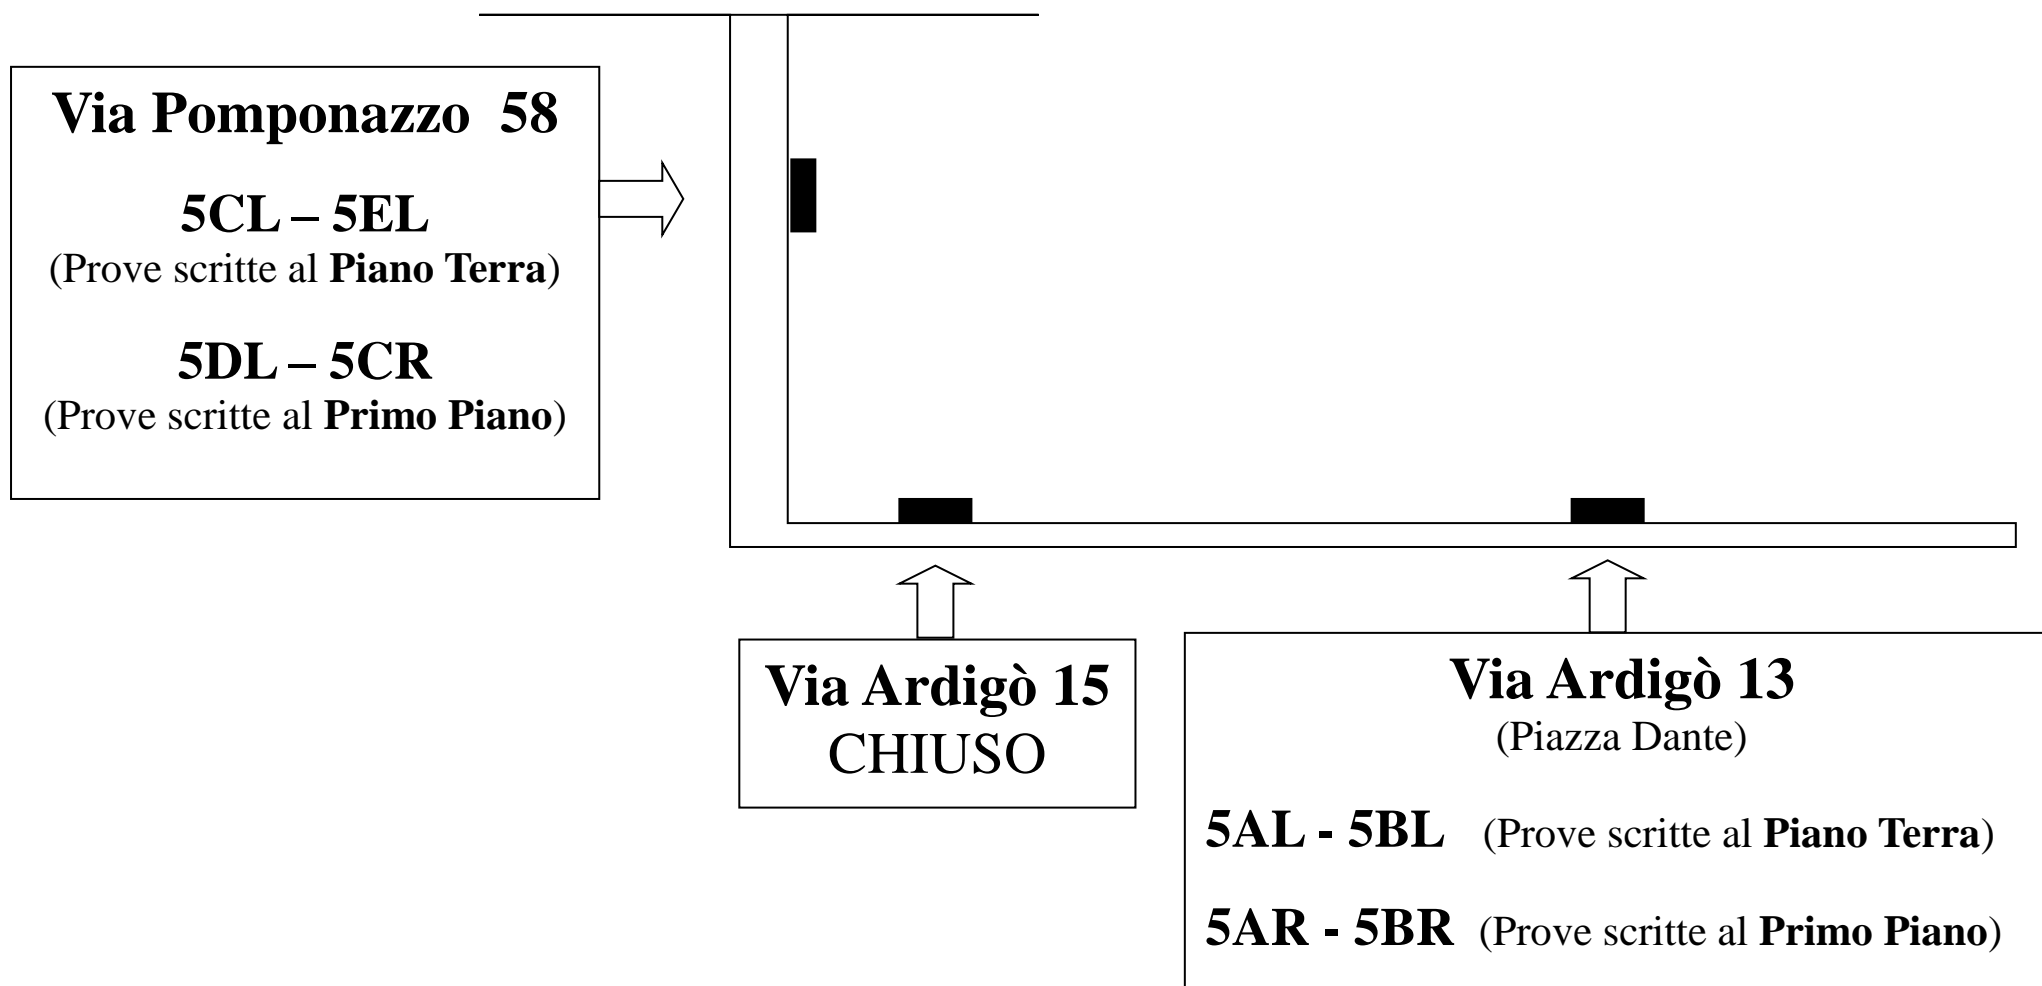 Via Pomponazzo 58
5CL – 5EL
(Prove scritte al Piano Terra)
5DL – 5CR
(Prove scritte al Primo Piano)
Via Ardigò 15
CHIUSO
Via Ardigò 13
(Piazza Dante)
5AL - 5BL (Prove scritte al Piano Terra)
5AR - 5BR (Prove scritte al Primo Piano)